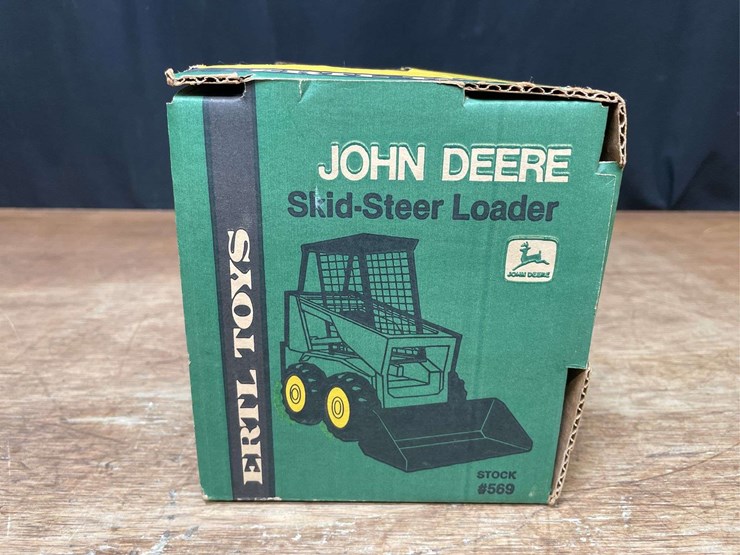 JOHN DEERE
Skid-Steer Loader
JOHN DEERE
ERTL TOYS
STOCK
#569